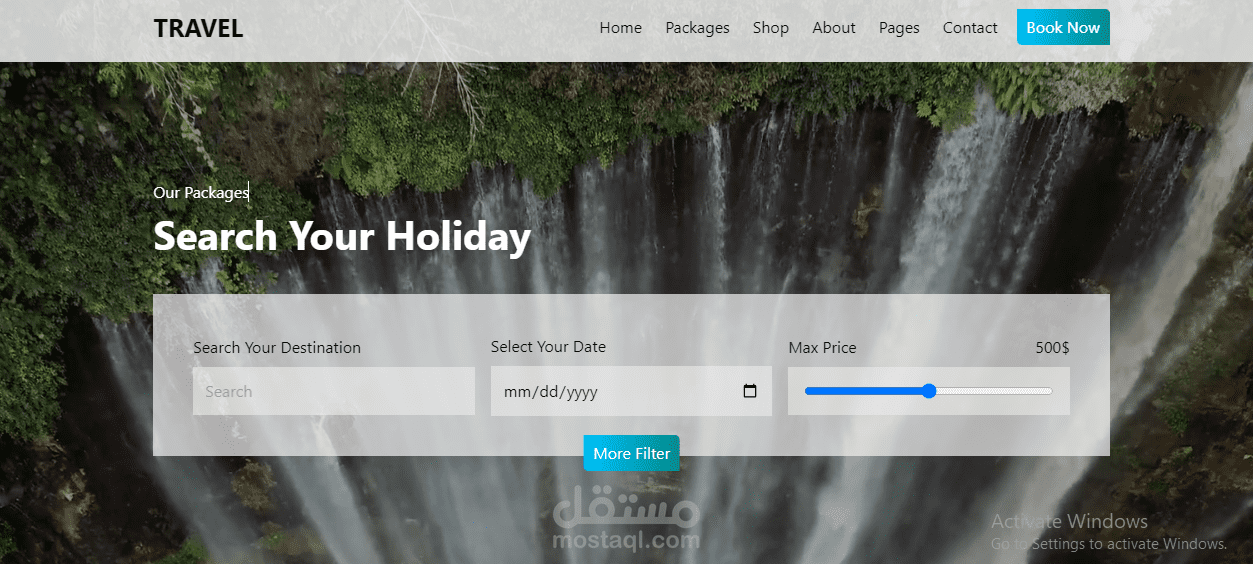 TRAVEL Home Packages Shop About Pages Contact Book Now
Our Packages
Search Your Holiday
Search Your Destination Select Your Date Max Price 500$
Search mm/dd/yyyy
More Filter
مستقل
mostaql.com
Activate Windows
Go to Settings to activate Windows.